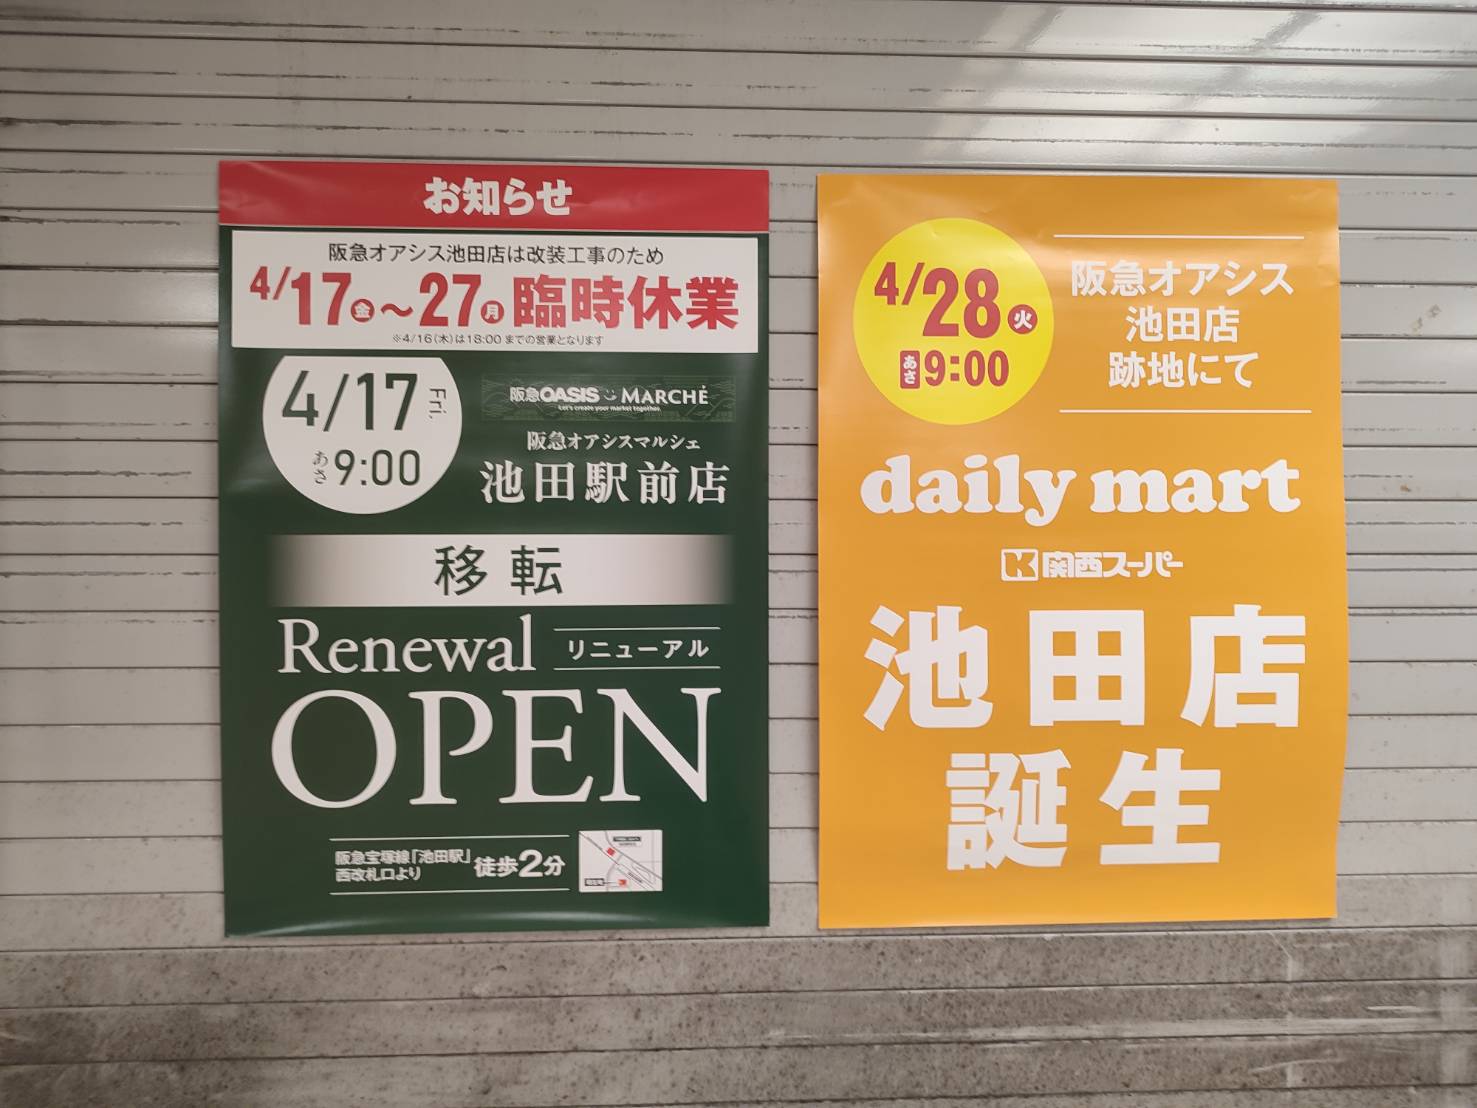 お知らせ
阪急オアシス池田店は改装工事のため
4/17金～27月臨時休業
※4/16(木)は18:00までの営業となります
4/17 Fri.
あさ9:00
阪急OASIS MARCHÉ
Let's create your market together.
阪急オアシスマルシェ
池田駅前店
移転
Renewal リニューアル
OPEN
阪急宝塚線「池田駅」
西改札口より
徒歩2分
4/28火
あさ9:00
阪急オアシス
池田店
跡地にて
daily mart
関西スーパー
池田店
誕生